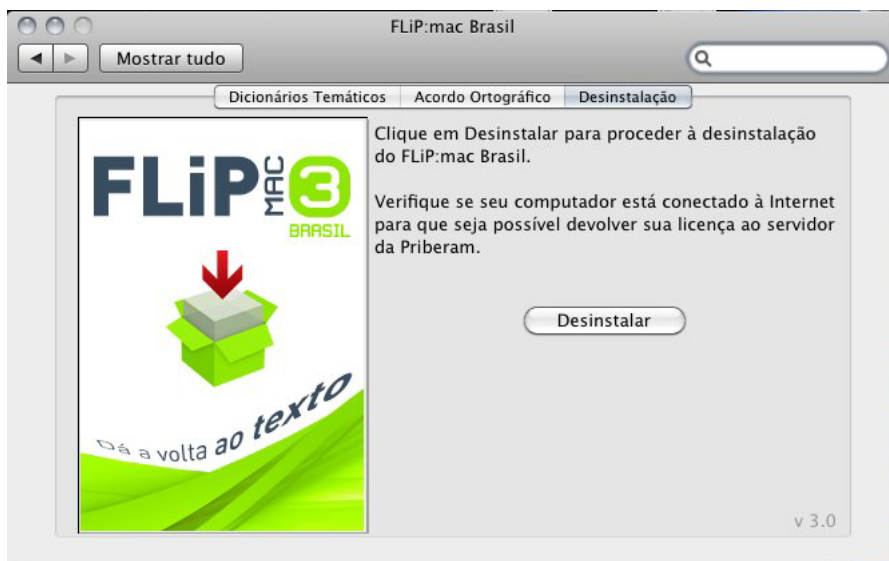 FLiP:mac Brasil
Mostrar tudo
Dicionários Temáticos Acordo Ortográfico Desinstalação
FLiP MAC 3
BRASIL
Dá a volta ao texto
Clique em Desinstalar para proceder à desinstalação
do FLiP:mac Brasil.
Verifique se seu computador está conectado à Internet
para que seja possível devolver sua licença ao servidor
da Priberam.
Desinstalar
v 3.0